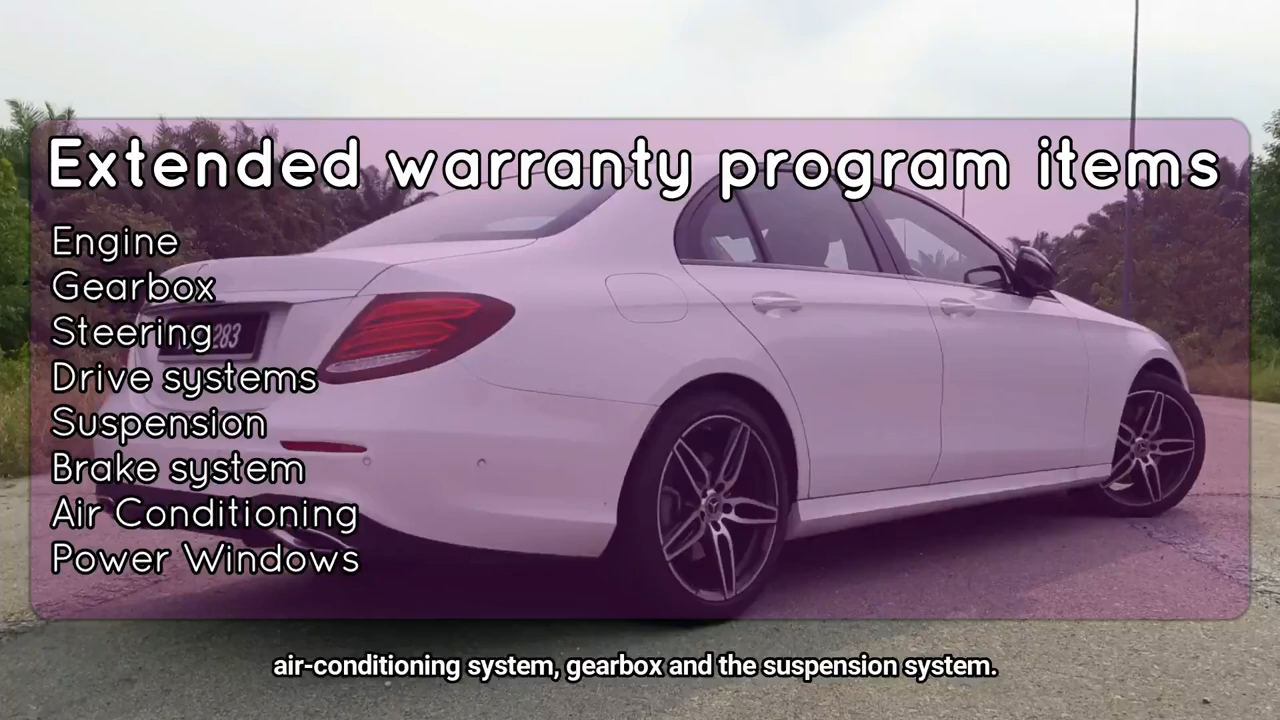 Extended warranty program items
Engine
Gearbox
Steering
283
Drive systems
Suspension
Brake system
Air Conditioning
Power Windows
air-conditioning system, gearbox and the suspension system.